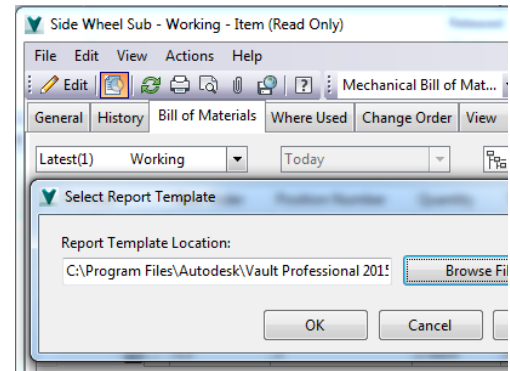 Side Wheel Sub - Working - Item (Read Only)
File Edit View Actions Help
Edit Mechanical Bill of Mat...
General History Bill of Materials Where Used Change Order View
Latest(1) Working Today
Select Report Template
Report Template Location:
C:\Program Files\Autodesk\Vault Professional 2015
Browse Fil
OK Cancel